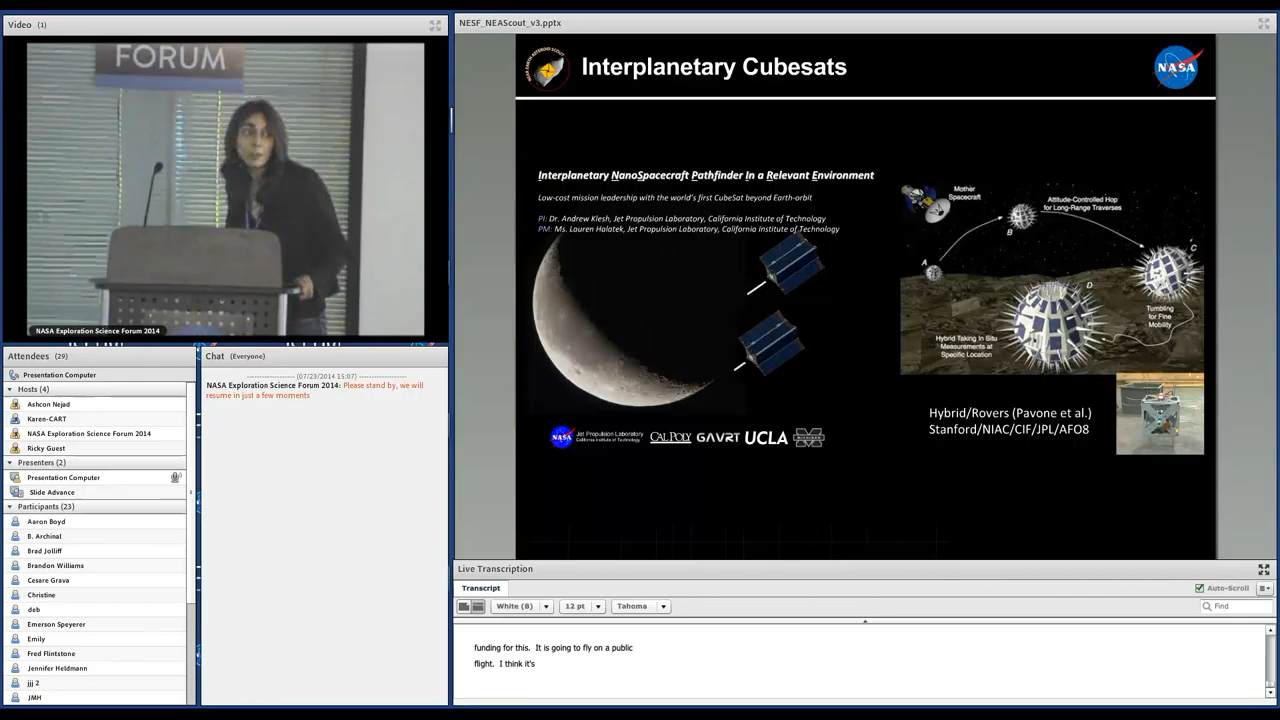 Video (1)
FORUM
NASA Exploration Science Forum 2014
Attendees (29)
Presentation Computer
Hosts (4)
Ashcon Nejad
Karen-CART
NASA Exploration Science Forum 2014
Ricky Guest
Presenters (2)
Presentation Computer
Slide Advance
Participants (23)
Aaron Boyd
B. Archinal
Brad Jolliff
Brandon Williams
Cesare Grava
Christine
deb
Emerson Speyerer
Emily
Fred Flintstone
Jennifer Heldmann
jjj 2
JMH
Chat (Everyone)
------------------ (07/23/2014 15:07) ------------------
NASA Exploration Science Forum 2014: Please stand by, we will
resume in just a few moments
NESF_NEAScout_v3.pptx
Interplanetary Cubesats
NASA
Interplanetary NanoSpacecraft Pathfinder In a Relevant Environment
Low-cost mission leadership with the world's first CubeSat beyond Earth-orbit
PI: Dr. Andrew Klesh, Jet Propulsion Laboratory, California Institute of Technology
PM: Ms. Lauren Halatek, Jet Propulsion Laboratory, California Institute of Technology
Mother
Spacecraft
Attitude-Controlled Hop
for Long-Range Traverses
A
B
C
D
Tumbling
for Fine
Mobility
Hybrid Taking In Situ
Measurements at
Specific Location
NASA
Jet Propulsion Laboratory
California Institute of Technology
CAL POLY
GAVRT
UCLA
MICHIGAN
Hybrid/Rovers (Pavone et al.)
Stanford/NIAC/CIF/JPL/AFO8
Live Transcription
Transcript
Auto-Scroll
White (B)
12 pt
Tahoma
Find
funding for this. It is going to fly on a public
flight. I think it's